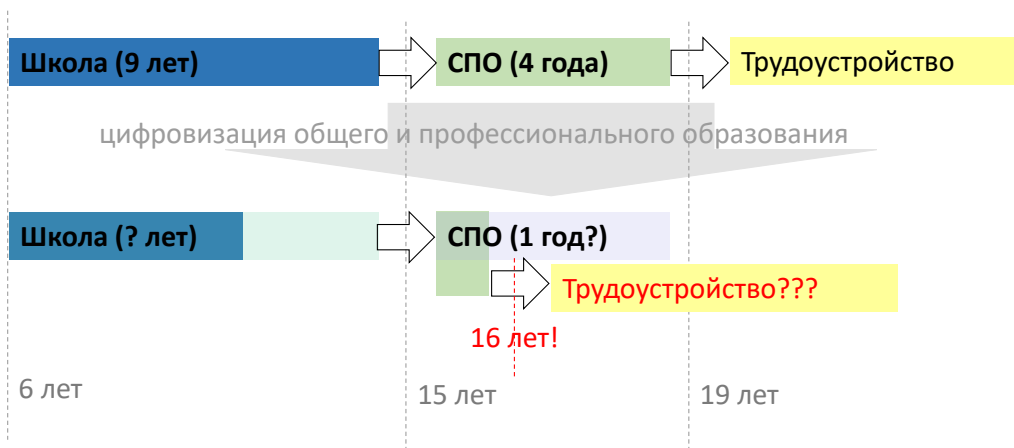 Школа (9 лет)
СПО (4 года)
Трудоустройство
цифровизация общего и профессионального образования
Школа (? лет)
СПО (1 год?)
Трудоустройство???
16 лет!
6 лет
15 лет
19 лет